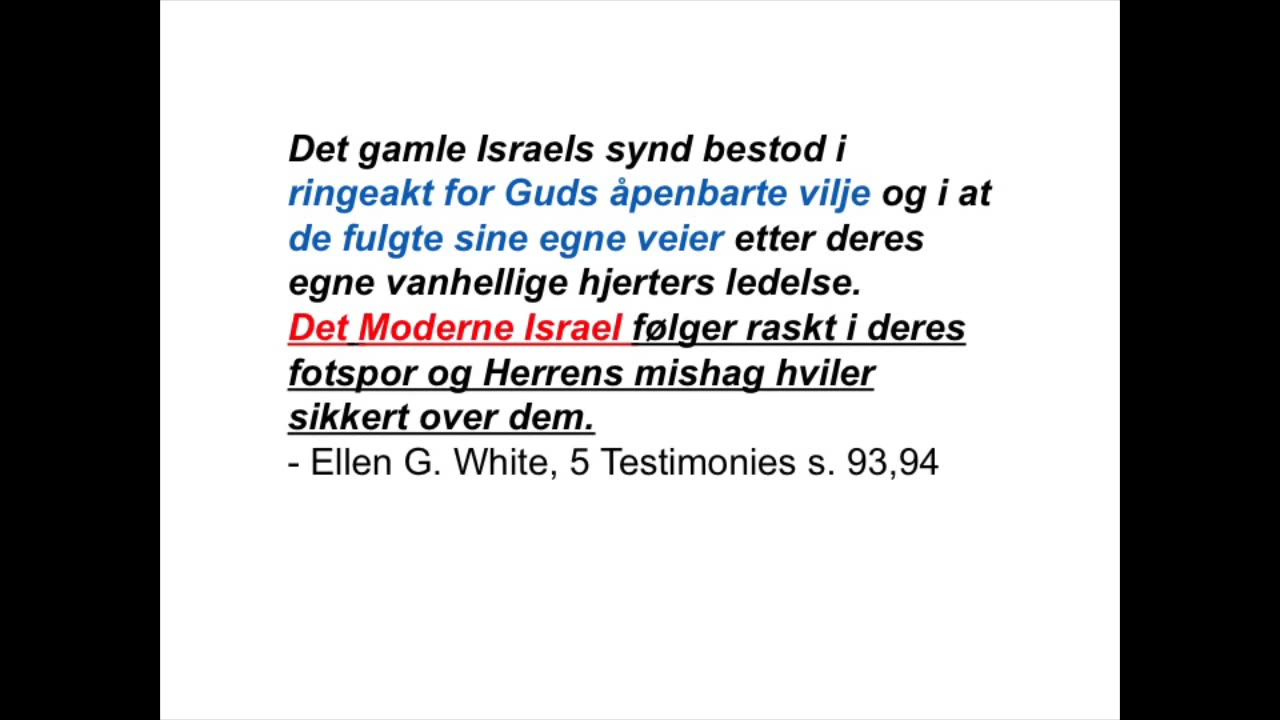 Det gamle Israels synd bestod i
ringeakt for Guds åpenbarte vilje og i at
de fulgte sine egne veier etter deres
egne vanhellige hjerters ledelse.
Det Moderne Israel følger raskt i deres
fotspor og Herrens mishag hviler
sikkert over dem.
- Ellen G. White, 5 Testimonies s. 93,94